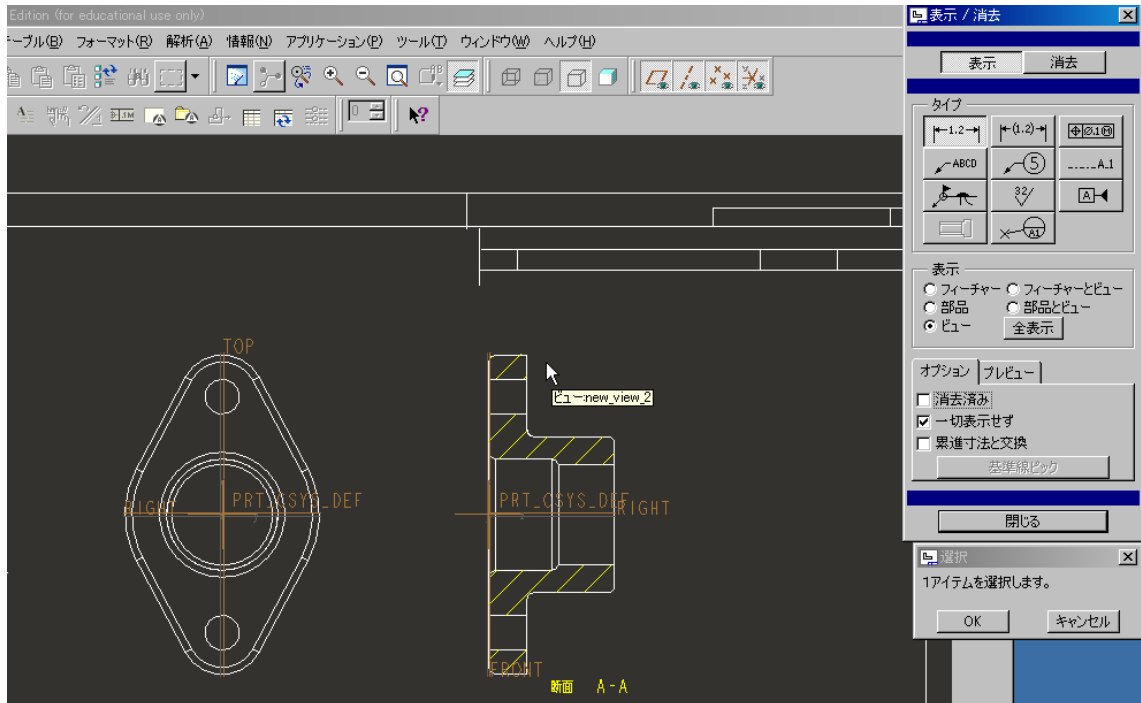 Edition (for educational use only)
ーブル(B) フォーマット(R) 解析(A) 情報(N) アプリケーション(P) ツール(T) ウィンドウ(W) ヘルプ(H)
0
TOP
RIGHT
PRT_CSYS_DEF
ビュー:new_view_2
PRT_CSYS_DEF
RIGHT
FRONT
断面 A-A
表示 / 消去
表示 消去
タイプ
1.2 (1.2) Ø.1Ⓜ
ABCD 5 A_1
32/ A
A1
表示
フィーチャー フィーチャーとビュー
部品 部品とビュー
ビュー 全表示
オプション プレビュー
消去済み
一切表示せず
累進寸法と交換
基準線ピック
閉じる
選択
1アイテムを選択します。
OK キャンセル